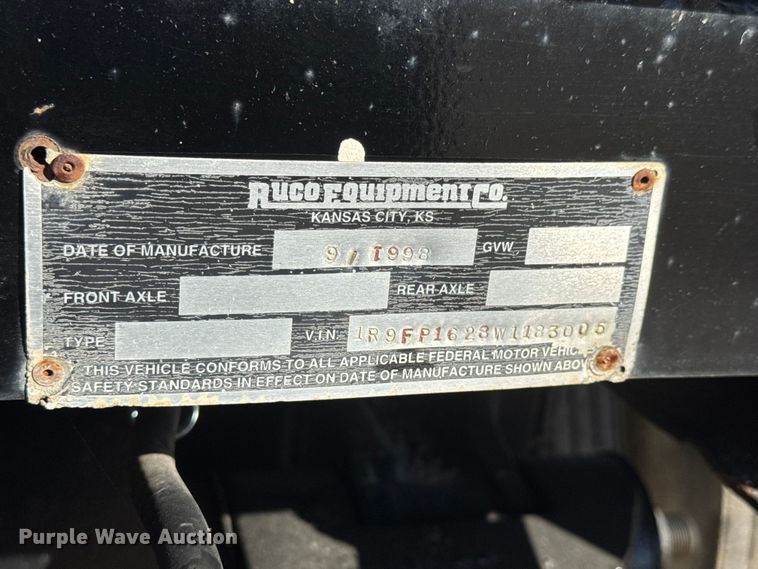 Ruco Equipment Co.
KANSAS CITY, KS
DATE OF MANUFACTURE 9/1998 GVW
FRONT AXLE REAR AXLE
TYPE V.I.N. 1R9FP1628W1183005
THIS VEHICLE CONFORMS TO ALL APPLICABLE FEDERAL MOTOR VEHIC
SAFETY STANDARDS IN EFFECT ON DATE OF MANUFACTURE SHOWN ABOV
Purple Wave Auction®